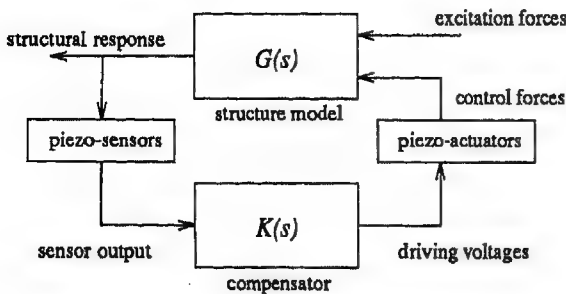 excitation forces
structural response
G(s)
structure model
control forces
piezo-sensors
piezo-actuators
K(s)
sensor output
driving voltages
compensator